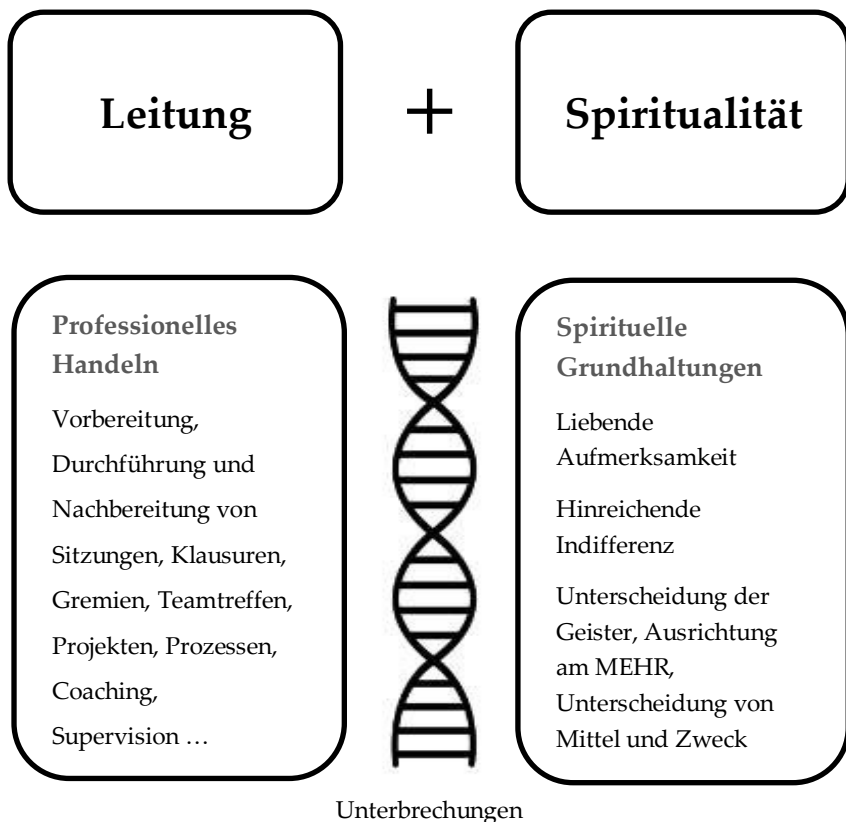 Leitung
+
Spiritualität
Professionelles
Handeln
Vorbereitung,
Durchführung und
Nachbereitung von
Sitzungen, Klausuren,
Gremien, Teamtreffen,
Projekten, Prozessen,
Coaching,
Supervision …
Spirituelle
Grundhaltungen
Liebende
Aufmerksamkeit
Hinreichende
Indifferenz
Unterscheidung der
Geister, Ausrichtung
am MEHR,
Unterscheidung von
Mittel und Zweck
Unterbrechungen